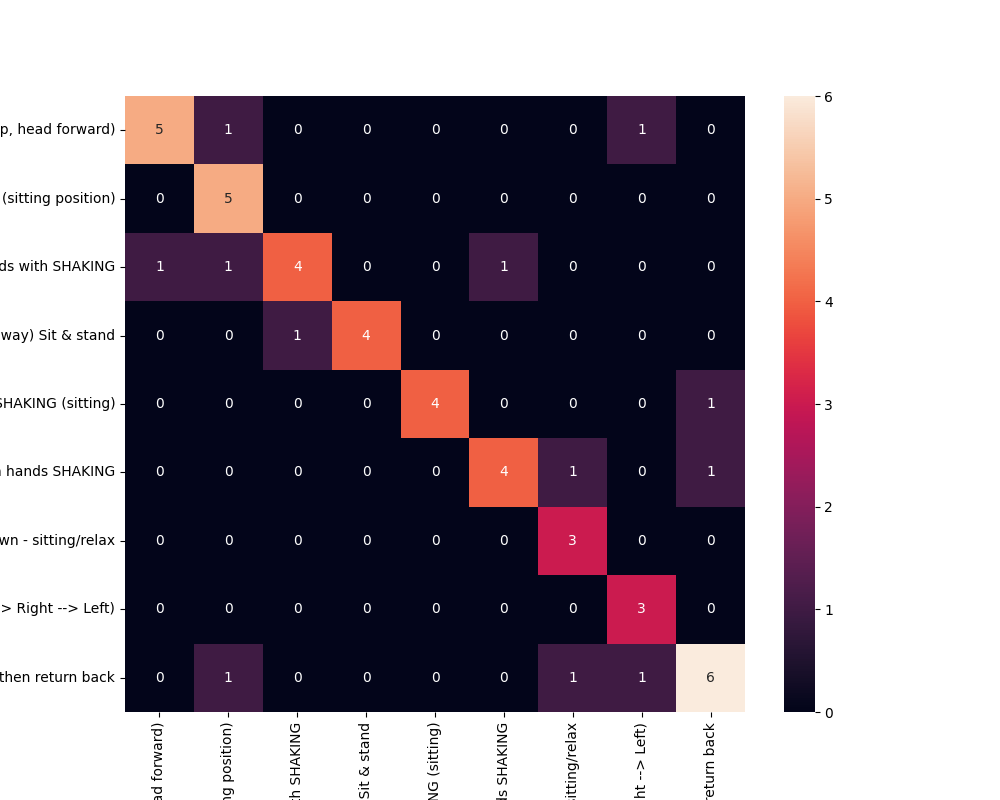 p, head forward) 5 1 0 0 0 0 0 1 0
(sitting position) 0 5 0 0 0 0 0 0 0
ds with SHAKING 1 1 4 0 0 1 0 0 0
way) Sit & stand 0 0 1 4 0 0 0 0 0
SHAKING (sitting) 0 0 0 0 4 0 0 0 1
hands SHAKING 0 0 0 0 0 4 1 0 1
wn - sitting/relax 0 0 0 0 0 0 3 0 0
> Right --> Left) 0 0 0 0 0 0 0 3 0
then return back 0 1 0 0 0 0 1 1 6
ad forward)
ng position)
th SHAKING
Sit & stand
NG (sitting)
ds SHAKING
sitting/relax
ht --> Left)
return back
6
5
4
3
2
1
0